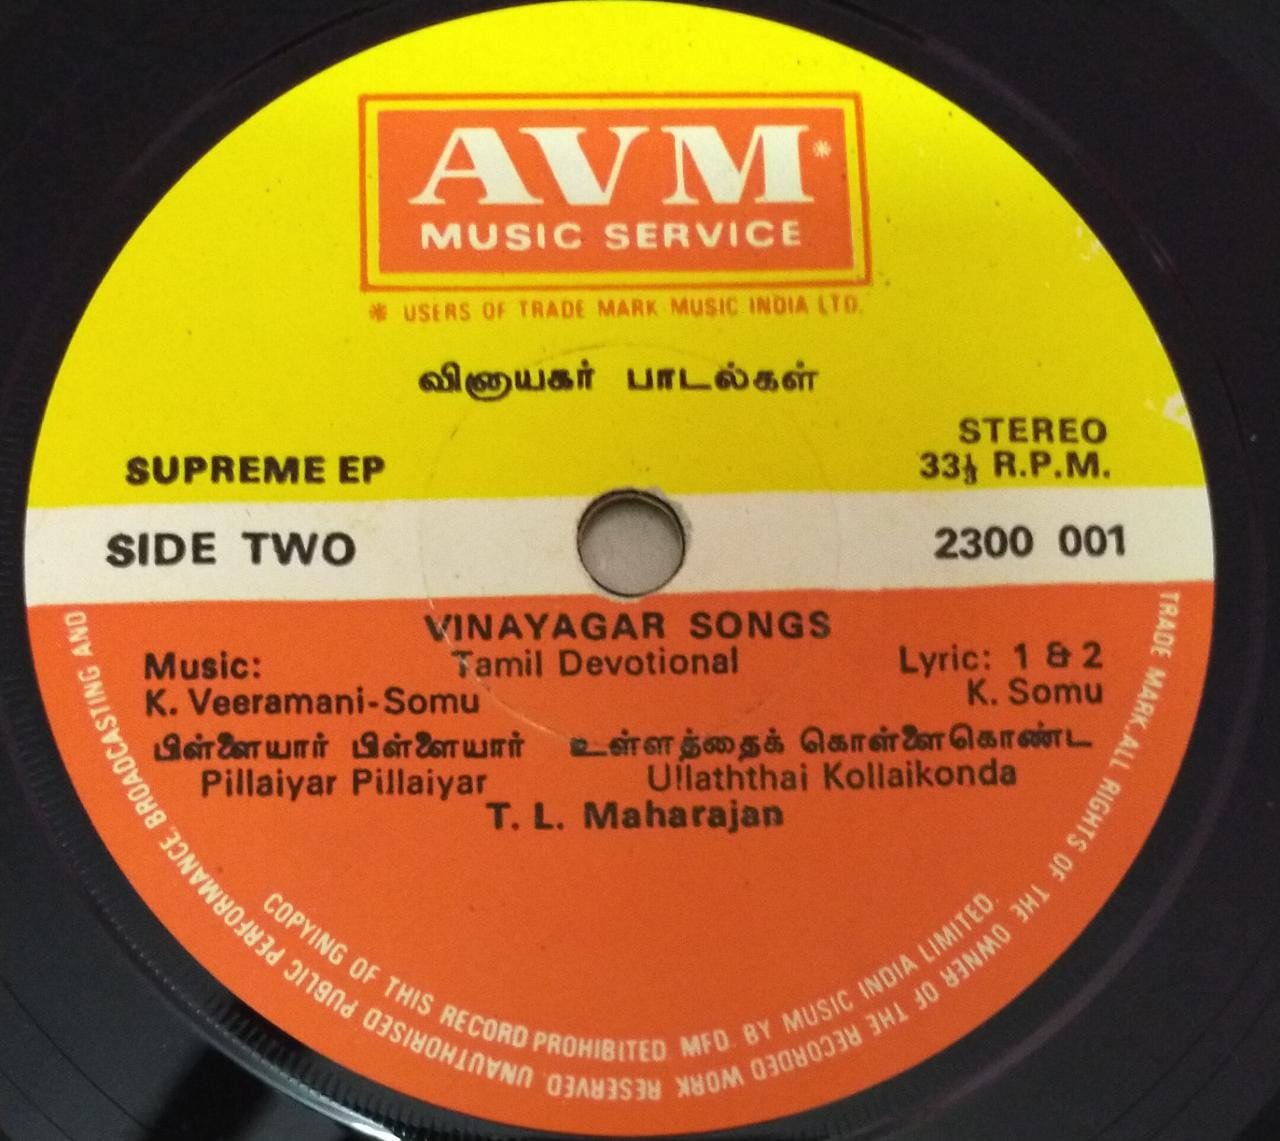 AVM*
MUSIC SERVICE
* USERS OF TRADE MARK MUSIC INDIA LTD.
வினாயகர் பாடல்கள்
SUPREME EP
STEREO
33⅓ R.P.M.
SIDE TWO
2300 001
VINAYAGAR SONGS
Tamil Devotional
Music:
K. Veeramani-Somu
Lyric: 1 & 2
K. Somu
பிள்ளையார் பிள்ளையார் உள்ளத்தைக் கொள்ளைகொண்ட
Pillaiyar Pillaiyar Ullaththai Kollaikonda
T. L. Maharajan
TRADE MARK. ALL RIGHTS OF THE OWNER OF THE RECORDED WORK RESERVED UNAUTHORISED PUBLIC PERFORMANCE, BROADCASTING AND
COPYING OF THIS RECORD PROHIBITED MFD. BY MUSIC INDIA LIMITED.